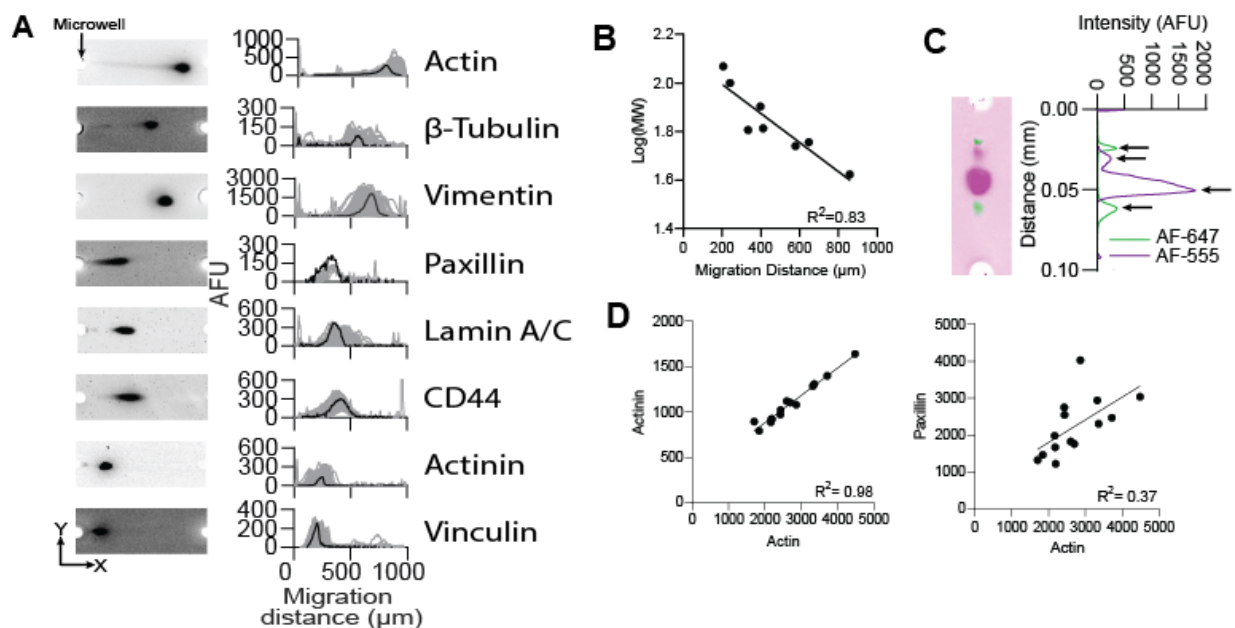 A
Microwell
1000
500
0
Actin
300
150
0
β-Tubulin
3000
1500
0
Vimentin
300
150
0
Paxillin
AFU
600
300
0
Lamin A/C
600
300
0
CD44
600
300
0
Actinin
400
200
0
Vinculin
Y
X
0 500 1000
Migration
distance (µm)
B
2.2
2.0
1.8
1.6
1.4
Log(MW)
R²=0.83
0 200 400 600 800 1000
Migration Distance (µm)
C
Intensity (AFU)
0 500 1000 1500 2000
0.00
0.05
0.10
Distance (mm)
AF-647
AF-555
D
2000
1500
1000
500
0
Actinin
R²= 0.98
0 1000 2000 3000 4000 5000
Actin
5000
4000
3000
2000
1000
0
Paxillin
R²= 0.37
0 1000 2000 3000 4000 5000
Actin